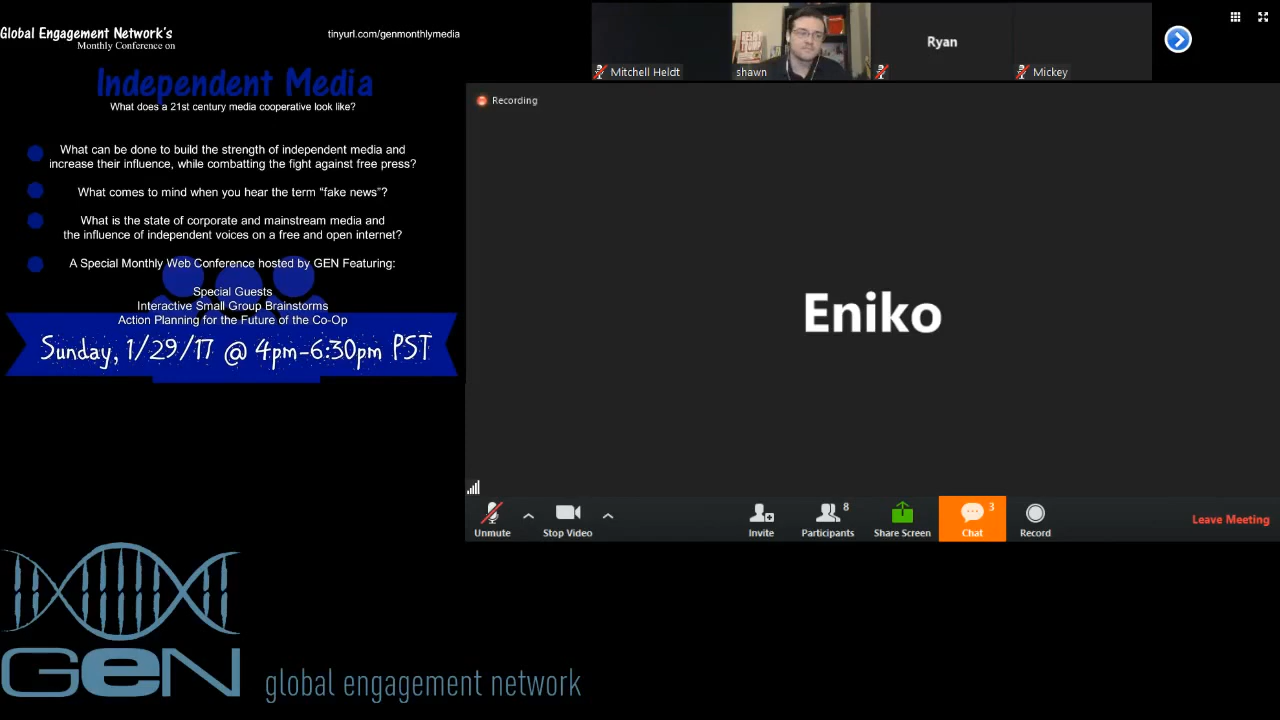 Global Engagement Network's
Monthly Conference on
tinyurl.com/genmonthlymedia
Independent Media
What does a 21st century media cooperative look like?
What can be done to build the strength of independent media and
increase their influence, while combatting the fight against free press?
What comes to mind when you hear the term "fake news"?
What is the state of corporate and mainstream media and
the influence of independent voices on a free and open internet?
A Special Monthly Web Conference hosted by GEN Featuring:
Special Guests
Interactive Small Group Brainstorms
Action Planning for the Future of the Co-Op
Sunday, 1/29/17 @ 4pm-6:30pm PST
Mitchell Heldt
shawn
Ryan
Mickey
Recording
Eniko
Unmute
Stop Video
Invite
8
Participants
Share Screen
3
Chat
Record
Leave Meeting
GeN
global engagement network